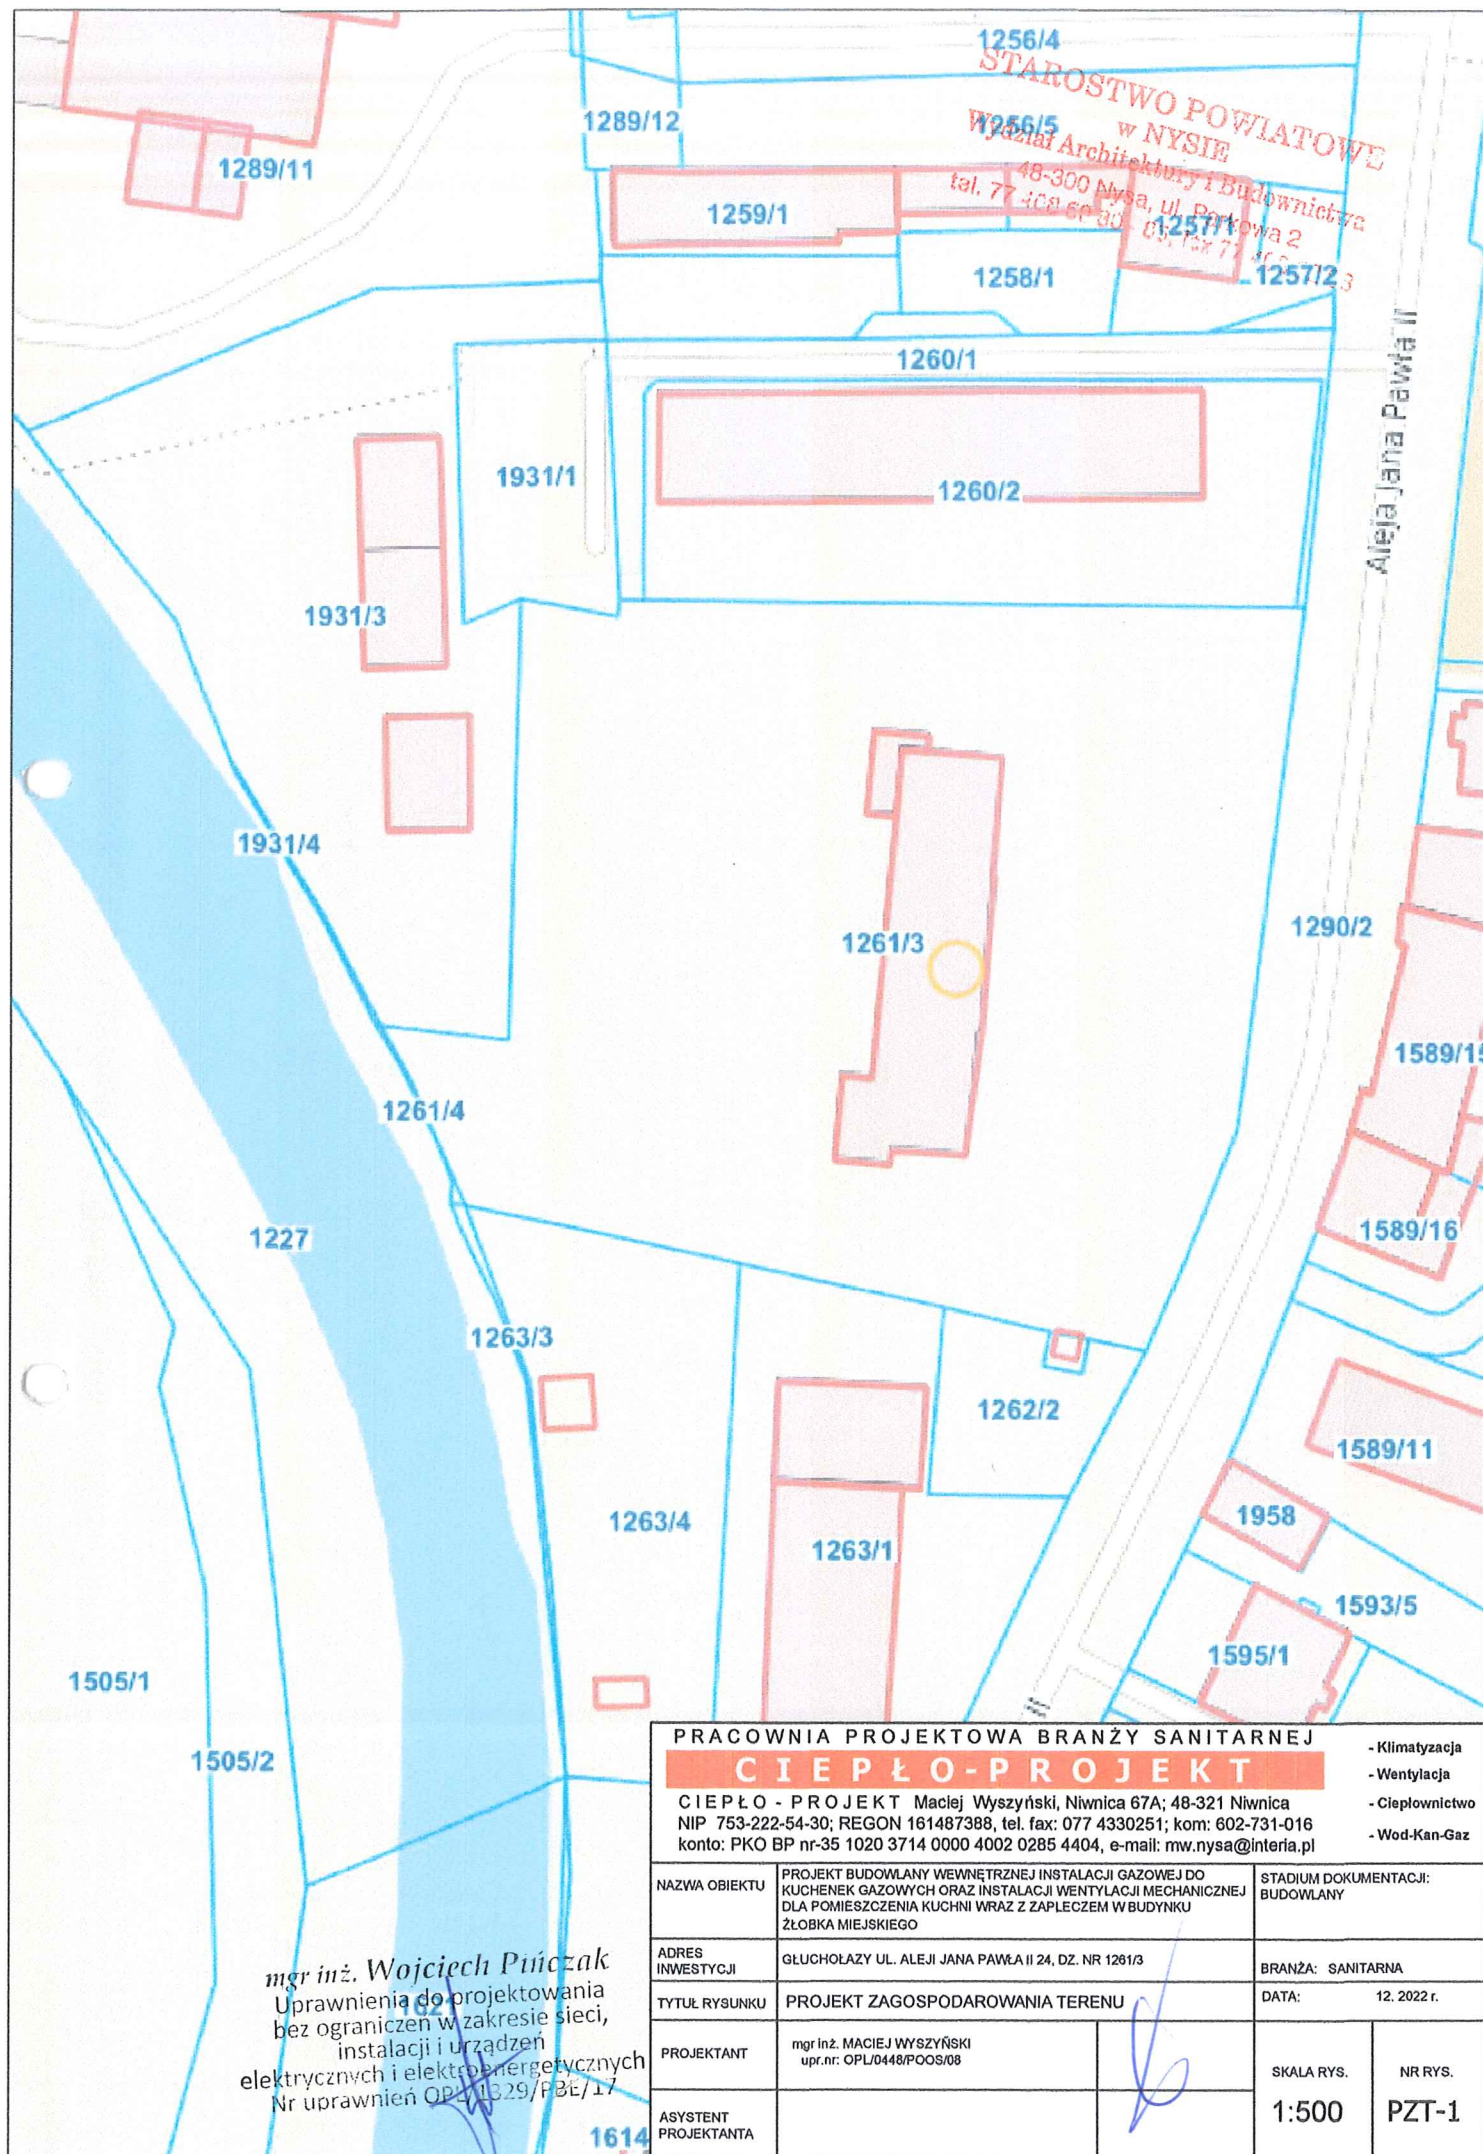 1256/4
STAROSTWO POWIATOWE
w NYSIE
Wydział Architektury i Budownictwa
48-300 Nysa, ul. Parkowa 2
1289/12
1256/5
1289/11
1259/1
1257/1
1258/1
1257/2
1260/1
Aleja Jana Pawła II
1931/1
1260/2
1931/3
1931/4
1261/3
1290/2
1589/15
1261/4
1227
1589/16
1263/3
1262/2
1589/11
1263/4
1263/1
1958
1593/5
1595/1
1505/1
II
1505/2
1621
1614
mgr inż. Wojciech Pińczak
Uprawnienia do projektowania
bez ograniczeń w zakresie sieci,
instalacji i urządzeń
elektrycznych i elektroenergetycznych
Nr uprawnień OPL/1329/PBE/17
PRACOWNIA PROJEKTOWA BRANŻY SANITARNEJ
CIEPŁO-PROJEKT
CIEPŁO - PROJEKT Maciej Wyszyński, Niwnica 67A; 48-321 Niwnica
NIP 753-222-54-30; REGON 161487388, tel. fax: 077 4330251; kom: 602-731-016
konto: PKO BP nr-35 1020 3714 0000 4002 0285 4404, e-mail: mw.nysa@interia.pl
- Klimatyzacja
- Wentylacja
- Ciepłownictwo
- Wod-Kan-Gaz
NAZWA OBIEKTU
PROJEKT BUDOWLANY WEWNĘTRZNEJ INSTALACJI GAZOWEJ DO
KUCHENEK GAZOWYCH ORAZ INSTALACJI WENTYLACJI MECHANICZNEJ
DLA POMIESZCZENIA KUCHNI WRAZ Z ZAPLECZEM W BUDYNKU
ŻŁOBKA MIEJSKIEGO
STADIUM DOKUMENTACJI:
BUDOWLANY
ADRES
INWESTYCJI
GŁUCHOŁAZY UL. ALEJI JANA PAWŁA II 24, DZ. NR 1261/3
BRANŻA: SANITARNA
TYTUŁ RYSUNKU
PROJEKT ZAGOSPODAROWANIA TERENU
DATA: 12. 2022 r.
PROJEKTANT
mgr inż. MACIEJ WYSZYŃSKI
upr.nr: OPL/0448/POOS/08
SKALA RYS.
1:500
NR RYS.
PZT-1
ASYSTENT
PROJEKTANTA